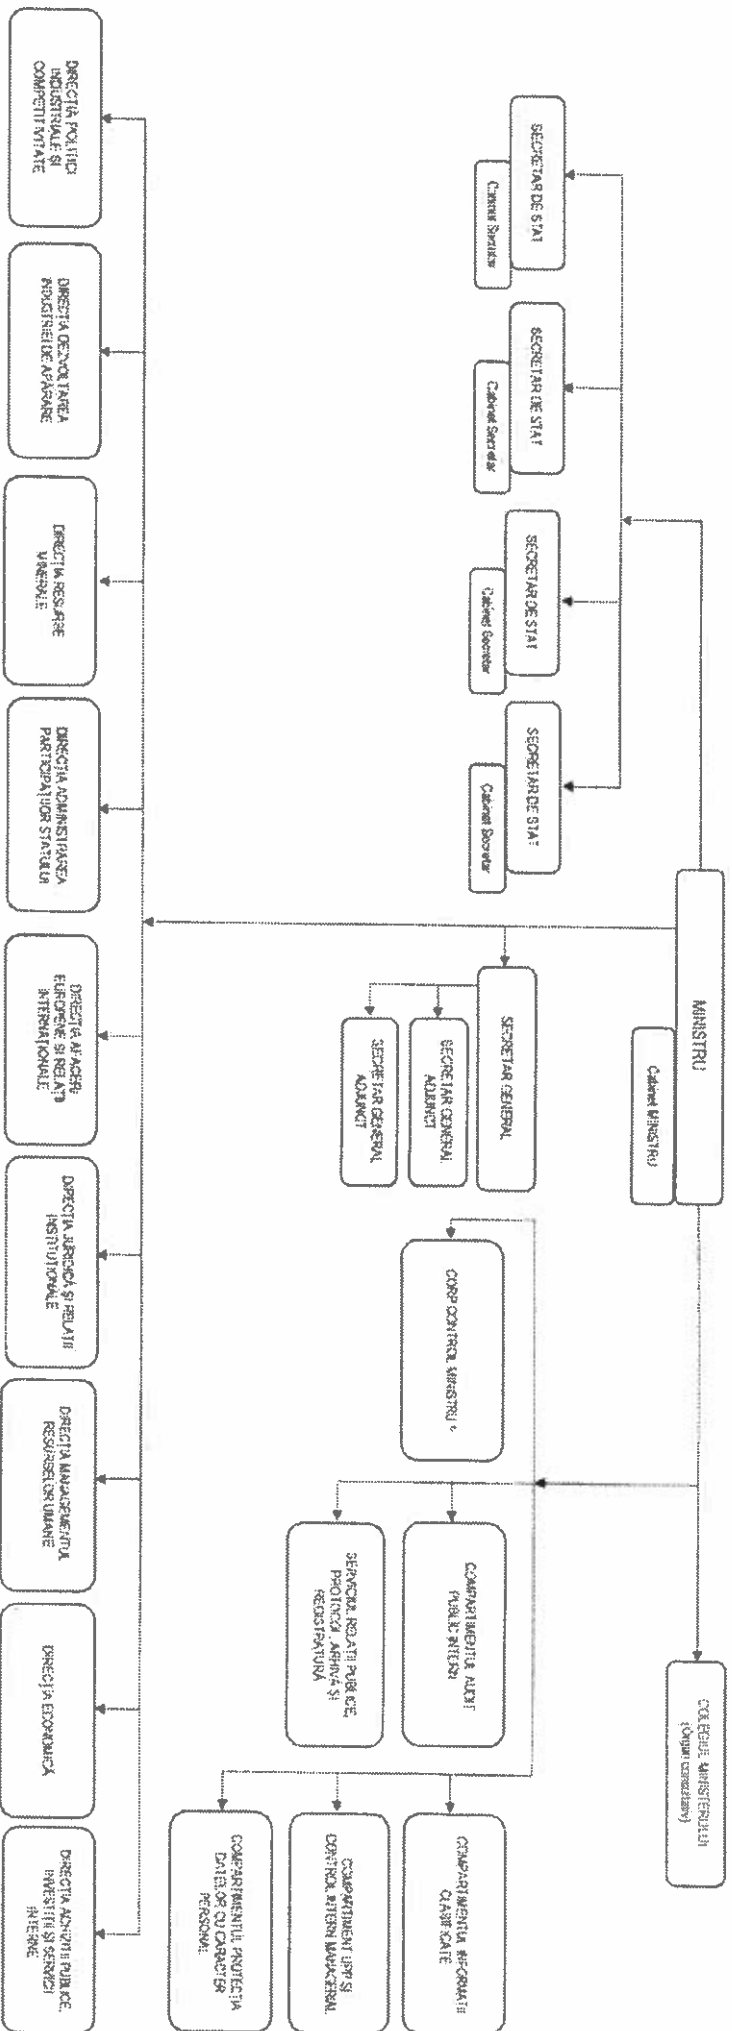 MINISTRU
Cabinet MINISTRU
COLEGIUL MINISTERULUI
(Organ consultativ)
SECRETAR DE STAT
Cabinet Secretar
SECRETAR DE STAT
Cabinet Secretar
SECRETAR DE STAT
Cabinet Secretar
SECRETAR DE STAT
Cabinet Secretar
SECRETAR GENERAL
SECRETAR GENERAL
ADJUNCT
SECRETAR GENERAL
ADJUNCT
CORP CONTROL MINISTRU *
COMPARTIMENTUL AUDIT
PUBLIC INTERN
SERVICIUL RELAȚII PUBLICE,
PROTOCOL, ARHIVĂ ȘI
REGISTRATURĂ
COMPARTIMENTUL INFORMAȚII
CLASIFICATE
COMPARTIMENT UPP ȘI
CONTROL INTERN MANAGERIAL
COMPARTIMENTUL PROTECȚIA
DATELOR CU CARACTER
PERSONAL
DIRECȚIA POLITICI
INDUSTRIALE ȘI
COMPETITIVITATE
DIRECȚIA DEZVOLTAREA
INDUSTRIEI DE APĂRARE
DIRECȚIA RESURSE
MINERALE
DIRECȚIA ADMINISTRAREA
PARTICIPAȚIILOR STATULUI
DIRECȚIA AFACERI
EUROPENE ȘI RELAȚII
INTERNAȚIONALE
DIRECȚIA JURIDICĂ ȘI RELAȚII
INSTITUȚIONALE
DIRECȚIA MANAGEMENTUL
RESURSELOR UMANE
DIRECȚIA ECONOMICĂ
DIRECȚIA ACHIZIȚII PUBLICE,
INVESTIȚII ȘI SERVICII
INTERNE